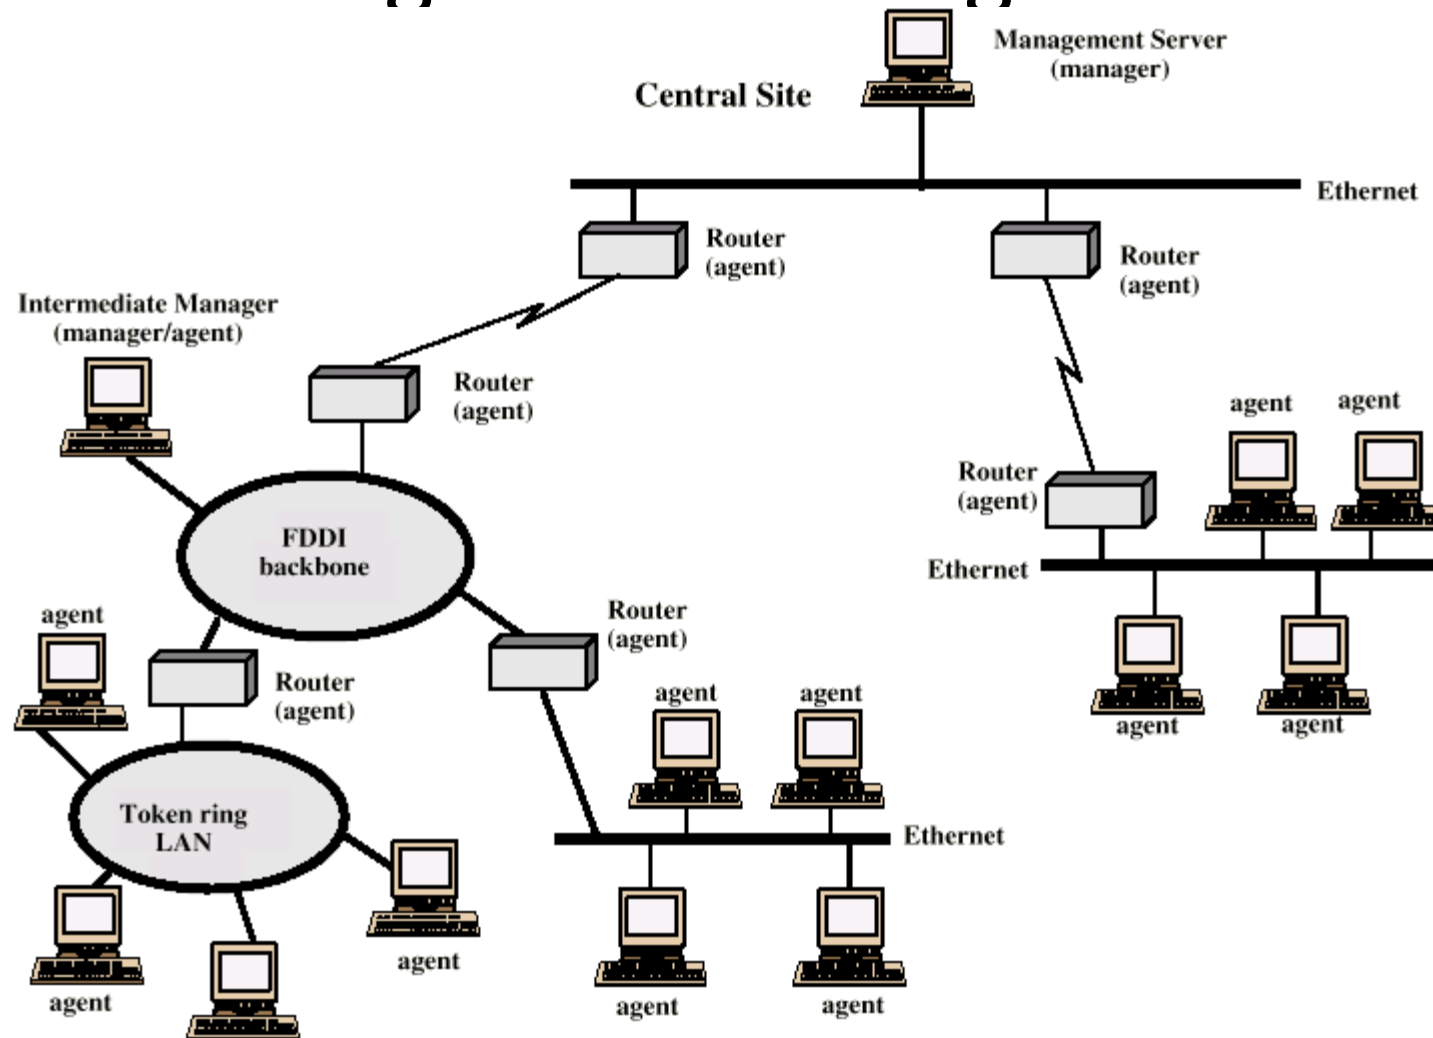 Management Server
(manager)
Central Site
Ethernet
Router
(agent)
Router
(agent)
Intermediate Manager
(manager/agent)
Router
(agent)
agent
agent
Router
(agent)
FDDI
backbone
Ethernet
agent
Router
(agent)
Router
(agent)
agent
agent
agent
agent
Token ring
LAN
Ethernet
agent
agent
agent
agent